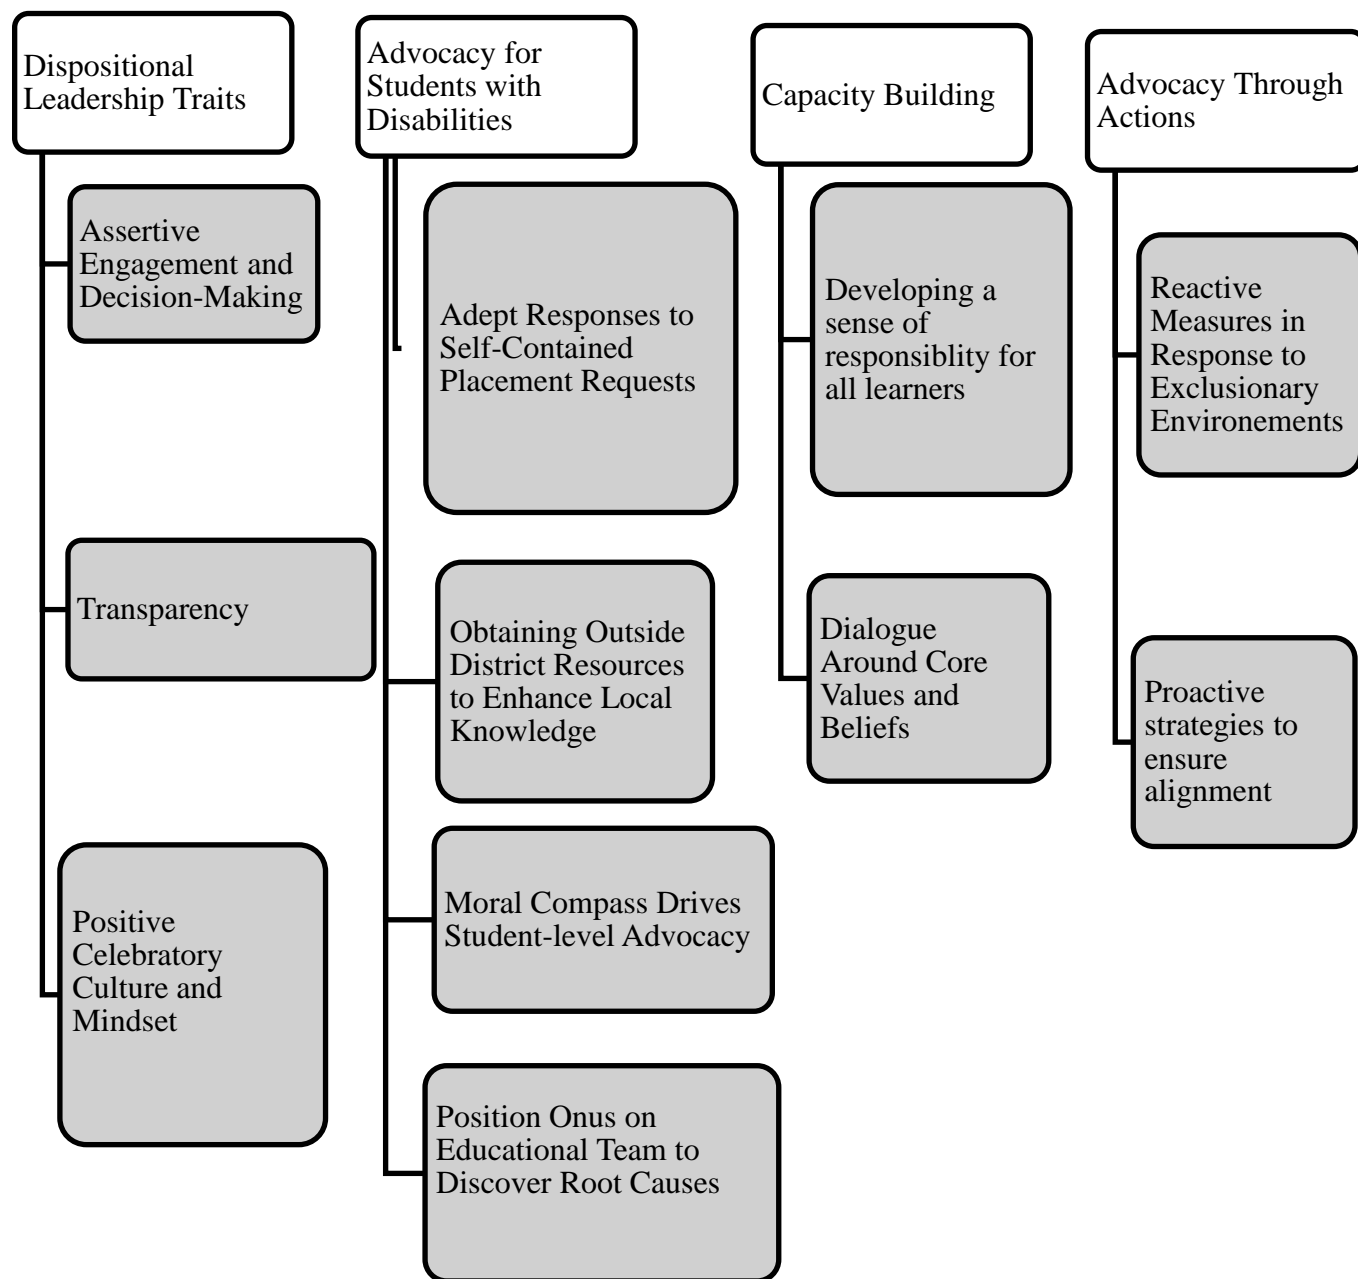 Dispositional
Leadership Traits
Assertive
Engagement and
Decision-Making
Transparency
Positive
Celebratory
Culture and
Mindset
Advocacy for
Students with
Disabilities
Adept Responses to
Self-Contained
Placement Requests
Obtaining Outside
District Resources
to Enhance Local
Knowledge
Moral Compass Drives
Student-level Advocacy
Position Onus on
Educational Team to
Discover Root Causes
Capacity Building
Developing a
sense of
responsiblity for
all learners
Dialogue
Around Core
Values and
Beliefs
Advocacy Through
Actions
Reactive
Measures in
Response to
Exclusionary
Environements
Proactive
strategies to
ensure
alignment